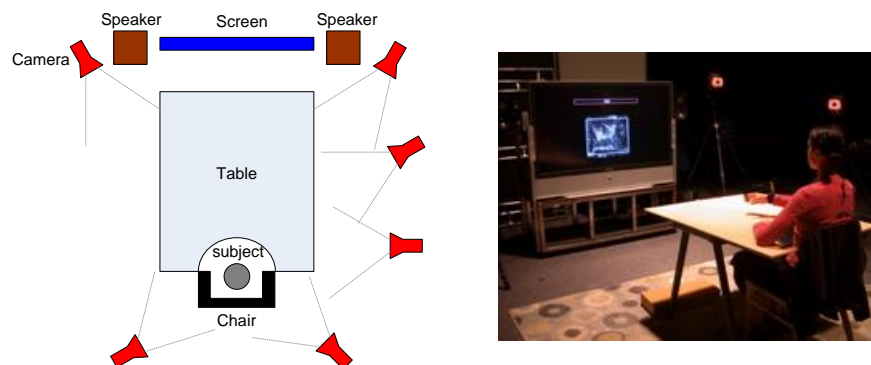 Speaker
Screen
Speaker
Camera
Table
subject
Chair